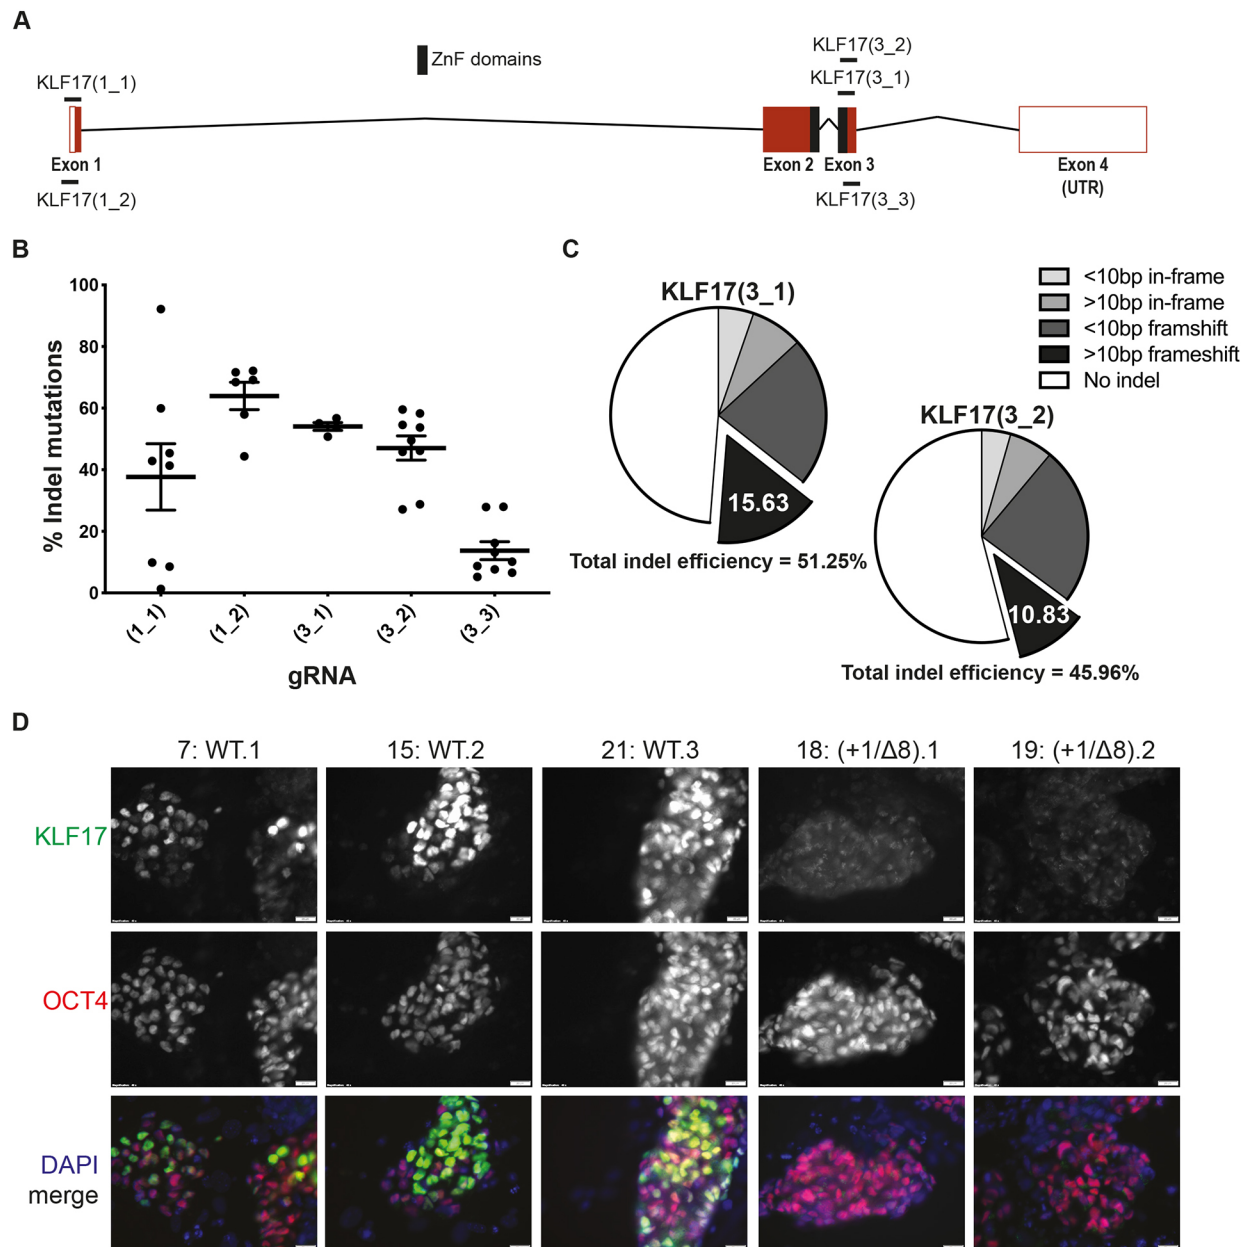 A
ZnF domains
KLF17(3_2)
KLF17(1_1)
KLF17(3_1)
Exon 1
Exon 2
Exon 3
Exon 4
(UTR)
KLF17(1_2)
KLF17(3_3)
B
% Indel mutations
100
80
60
40
20
0
(1_1)
(1_2)
(3_1)
(3_2)
(3_3)
gRNA
C
<10bp in-frame
>10bp in-frame
<10bp framshift
>10bp frameshift
No indel
KLF17(3_1)
15.63
Total indel efficiency = 51.25%
KLF17(3_2)
10.83
Total indel efficiency = 45.96%
D
7: WT.1
15: WT.2
21: WT.3
18: (+1/Δ8).1
19: (+1/Δ8).2
KLF17
OCT4
DAPI
merge